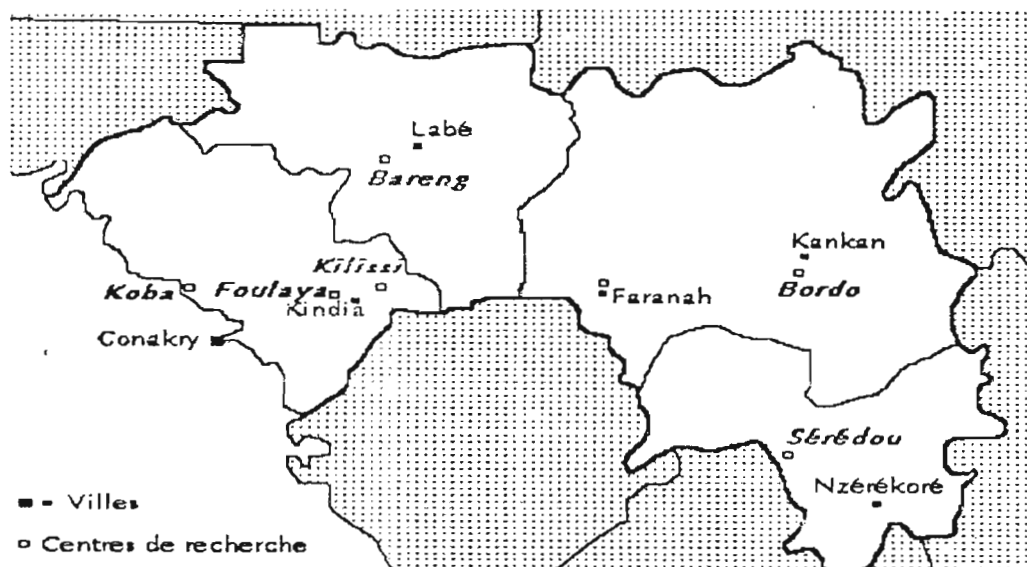 Labé
Bareng
Kankan
Kilissi
Koba
Foulaya
Kindia
Faranah
Bordo
Conakry
Sérédou
Nzérékoré
Villes
Centres de recherche